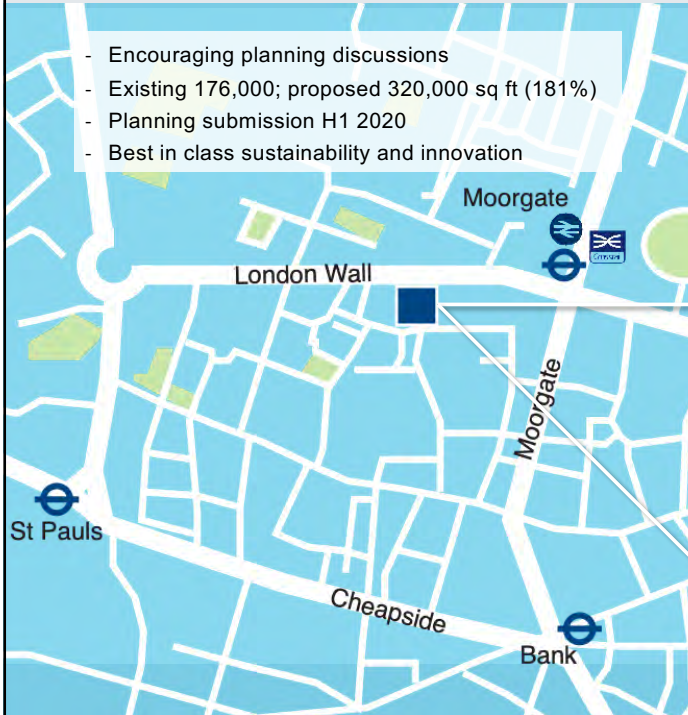 - Encouraging planning discussions
- Existing 176,000; proposed 320,000 sq ft (181%)
- Planning submission H1 2020
- Best in class sustainability and innovation
Moorgate
London Wall
Moorgate
St Pauls
Cheapside
Bank